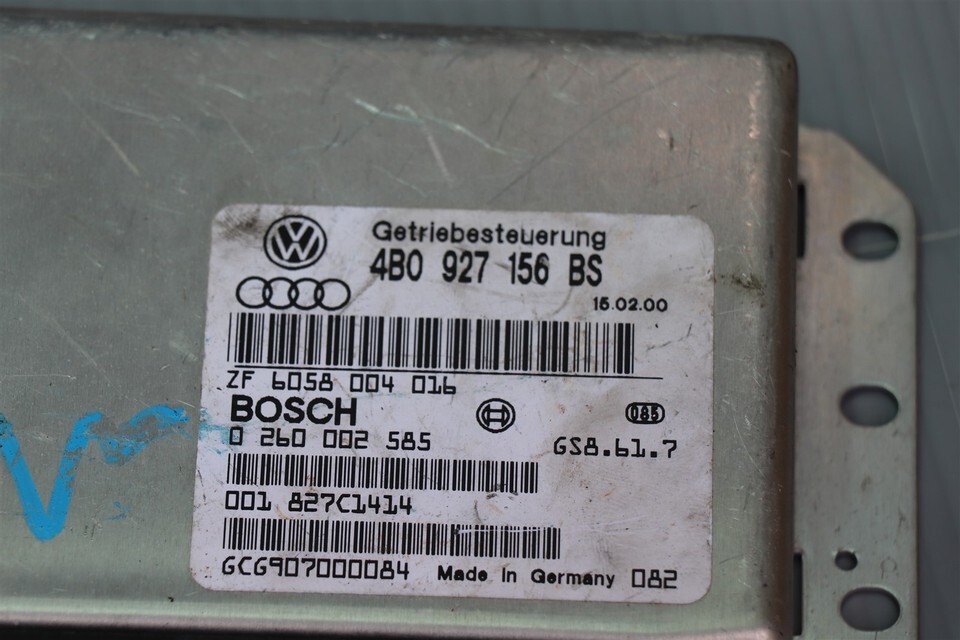 Getriebesteuerung
4B0 927 156 BS
15.02.00
ZF 6058 004 016
BOSCH
085
0 260 002 585
GS8.61.7
001 827C1414
GCG907000084 Made in Germany 082